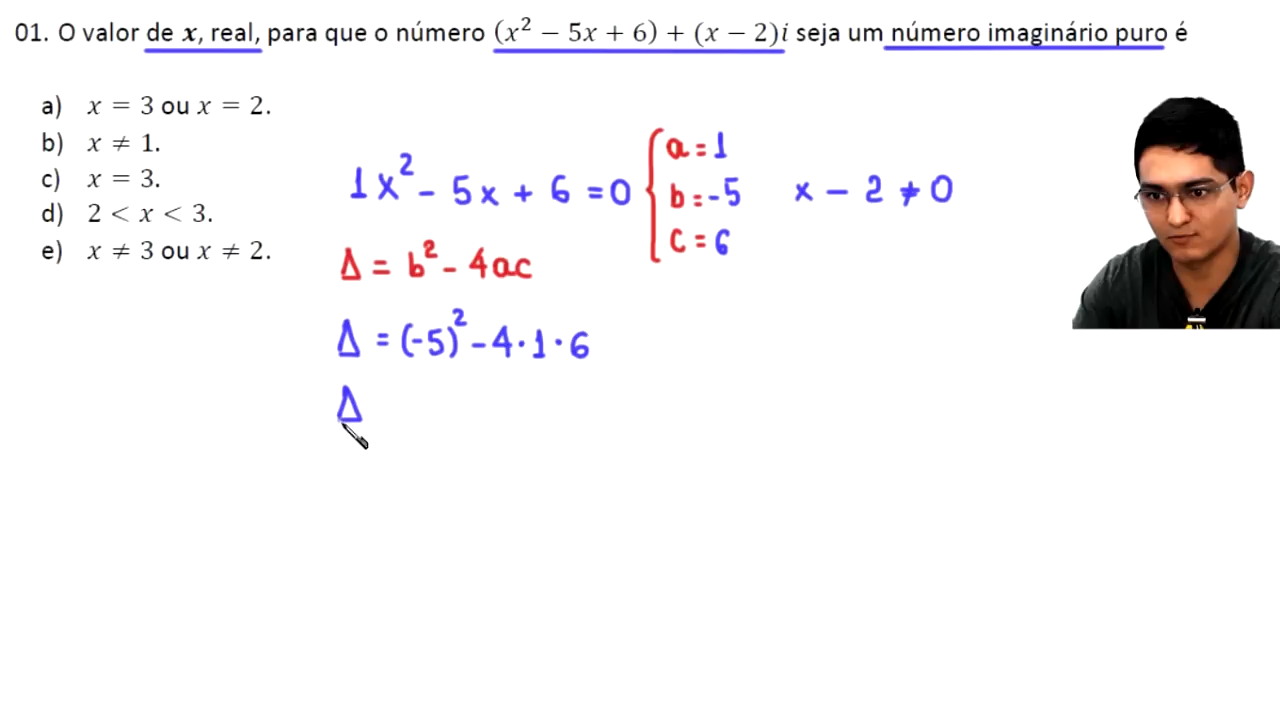 01. O valor de x, real, para que o número (x² − 5x + 6) + (x − 2)i seja um número imaginário puro é
a) x = 3 ou x = 2.
b) x ≠ 1.
c) x = 3.
d) 2 < x < 3.
e) x ≠ 3 ou x ≠ 2.
1x² - 5x + 6 = 0 { a = 1
b = -5
c = 6
x - 2 ≠ 0
Δ = b² - 4ac
Δ = (-5)² - 4 · 1 · 6
Δ